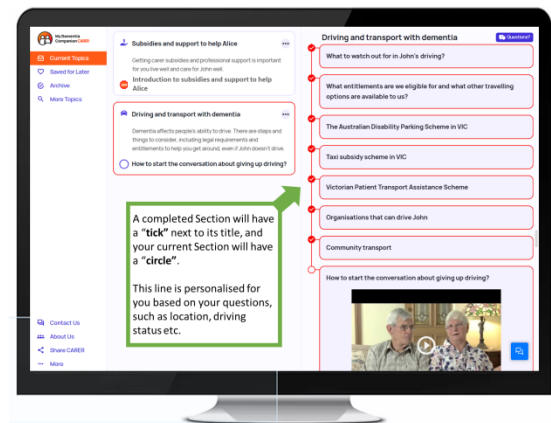 My Dementia
Companion CARER
Current Topics
Saved for Later
Archive
More Topics
Contact Us
About Us
Share CARER
More
Subsidies and support to help Alice
Getting carer subsidies and professional support is important
for you live well and care for John well.
Introduction to subsidies and support to help
Alice
Driving and transport with dementia
Dementia affects people's ability to drive. There are steps and
things to consider, including legal requirements and
entitlements to help you get around, even if John doesn't drive.
How to start the conversation about giving up driving?
A completed Section will have
a "tick" next to its title, and
your current Section will have
a "circle".
This line is personalised for
you based on your questions,
such as location, driving
status etc.
Driving and transport with dementia
Questions?
What to watch out for in John's driving?
What entitlements are we eligible for and what other travelling
options are available to us?
The Australian Disability Parking Scheme in VIC
Taxi subsidy scheme in VIC
Victorian Patient Transport Assistance Scheme
Organisations that can drive John
Community transport
How to start the conversation about giving up driving?